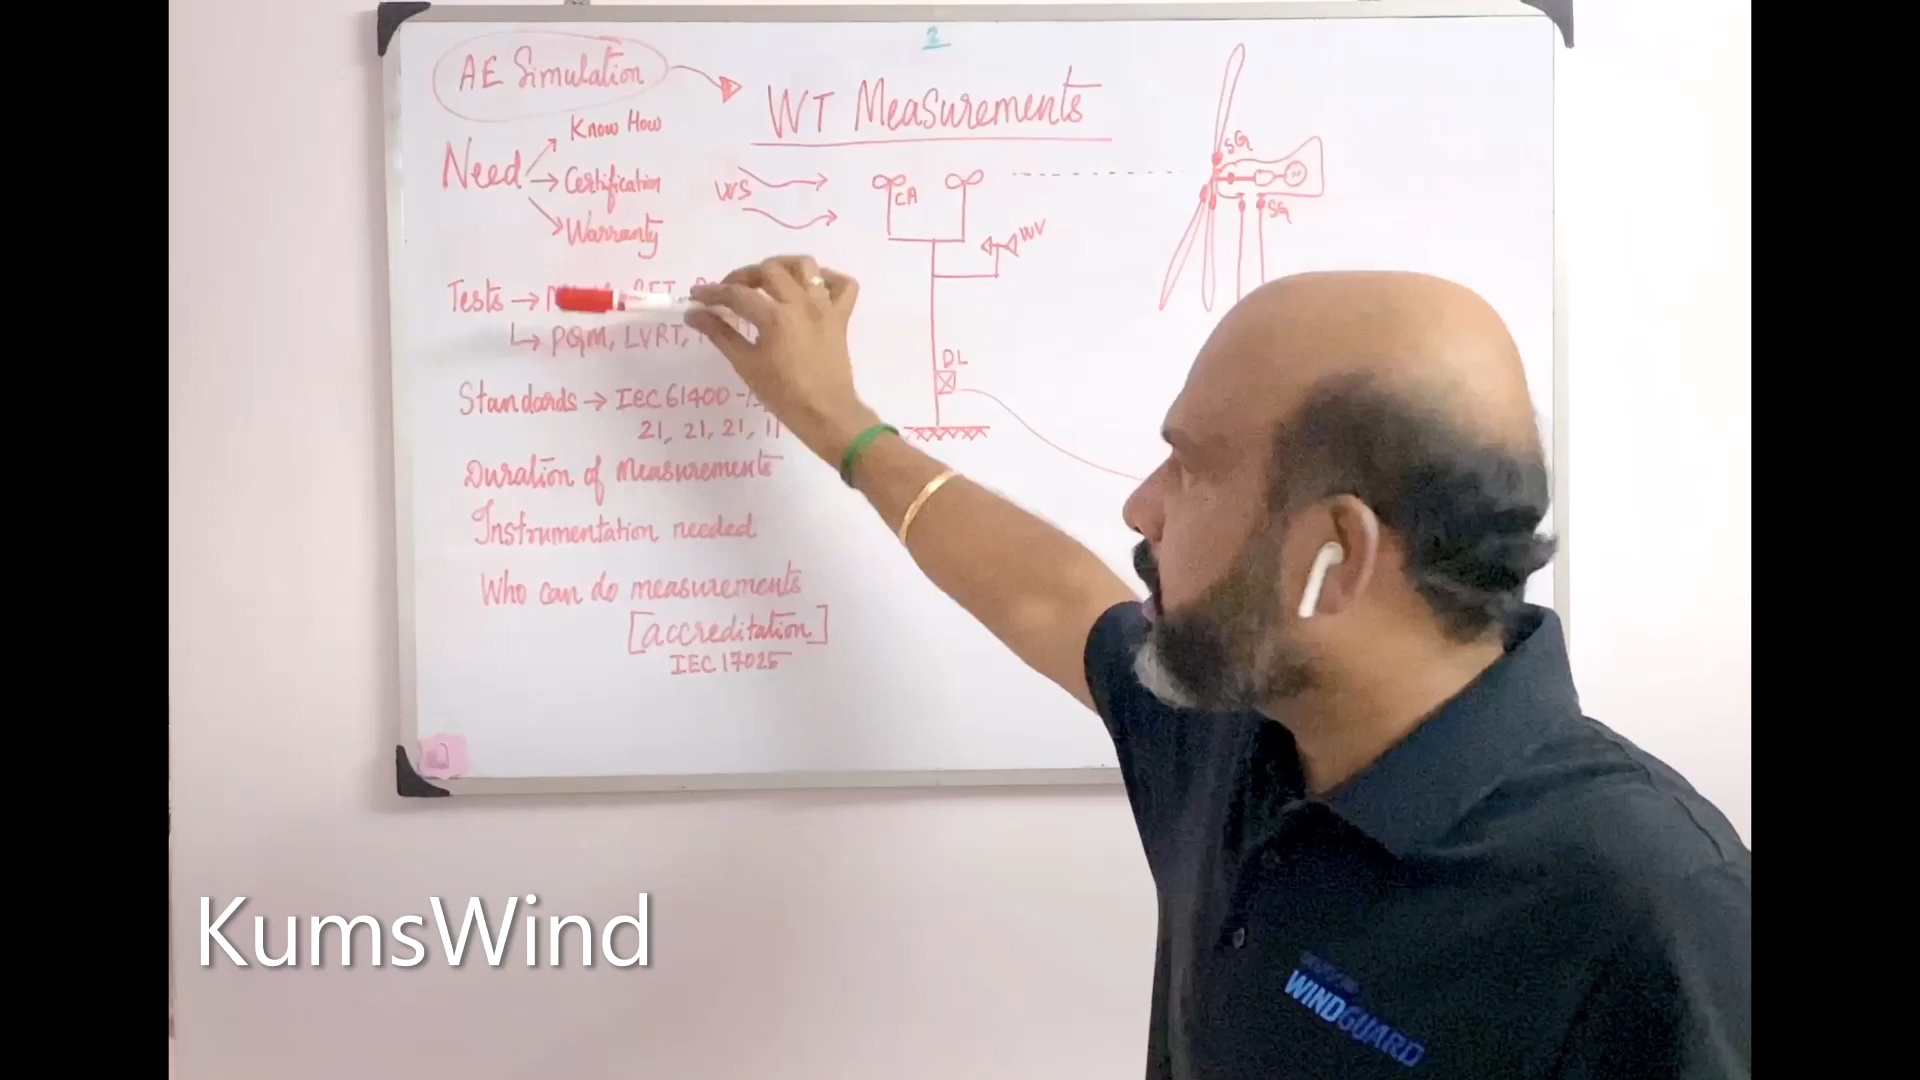 2
AE Simulation
WT Measurements
Need
Know How
Certification
Warranty
WS
CA
WV
SG
SG
DL
Tests →
PQM, LVRT,
Standards → IEC 61400 -
21, 21, 21, 11
Duration of Measurements
Instrumentation needed
Who can do measurements
[accreditation]
IEC 17025
KumsWind
WINDGUARD